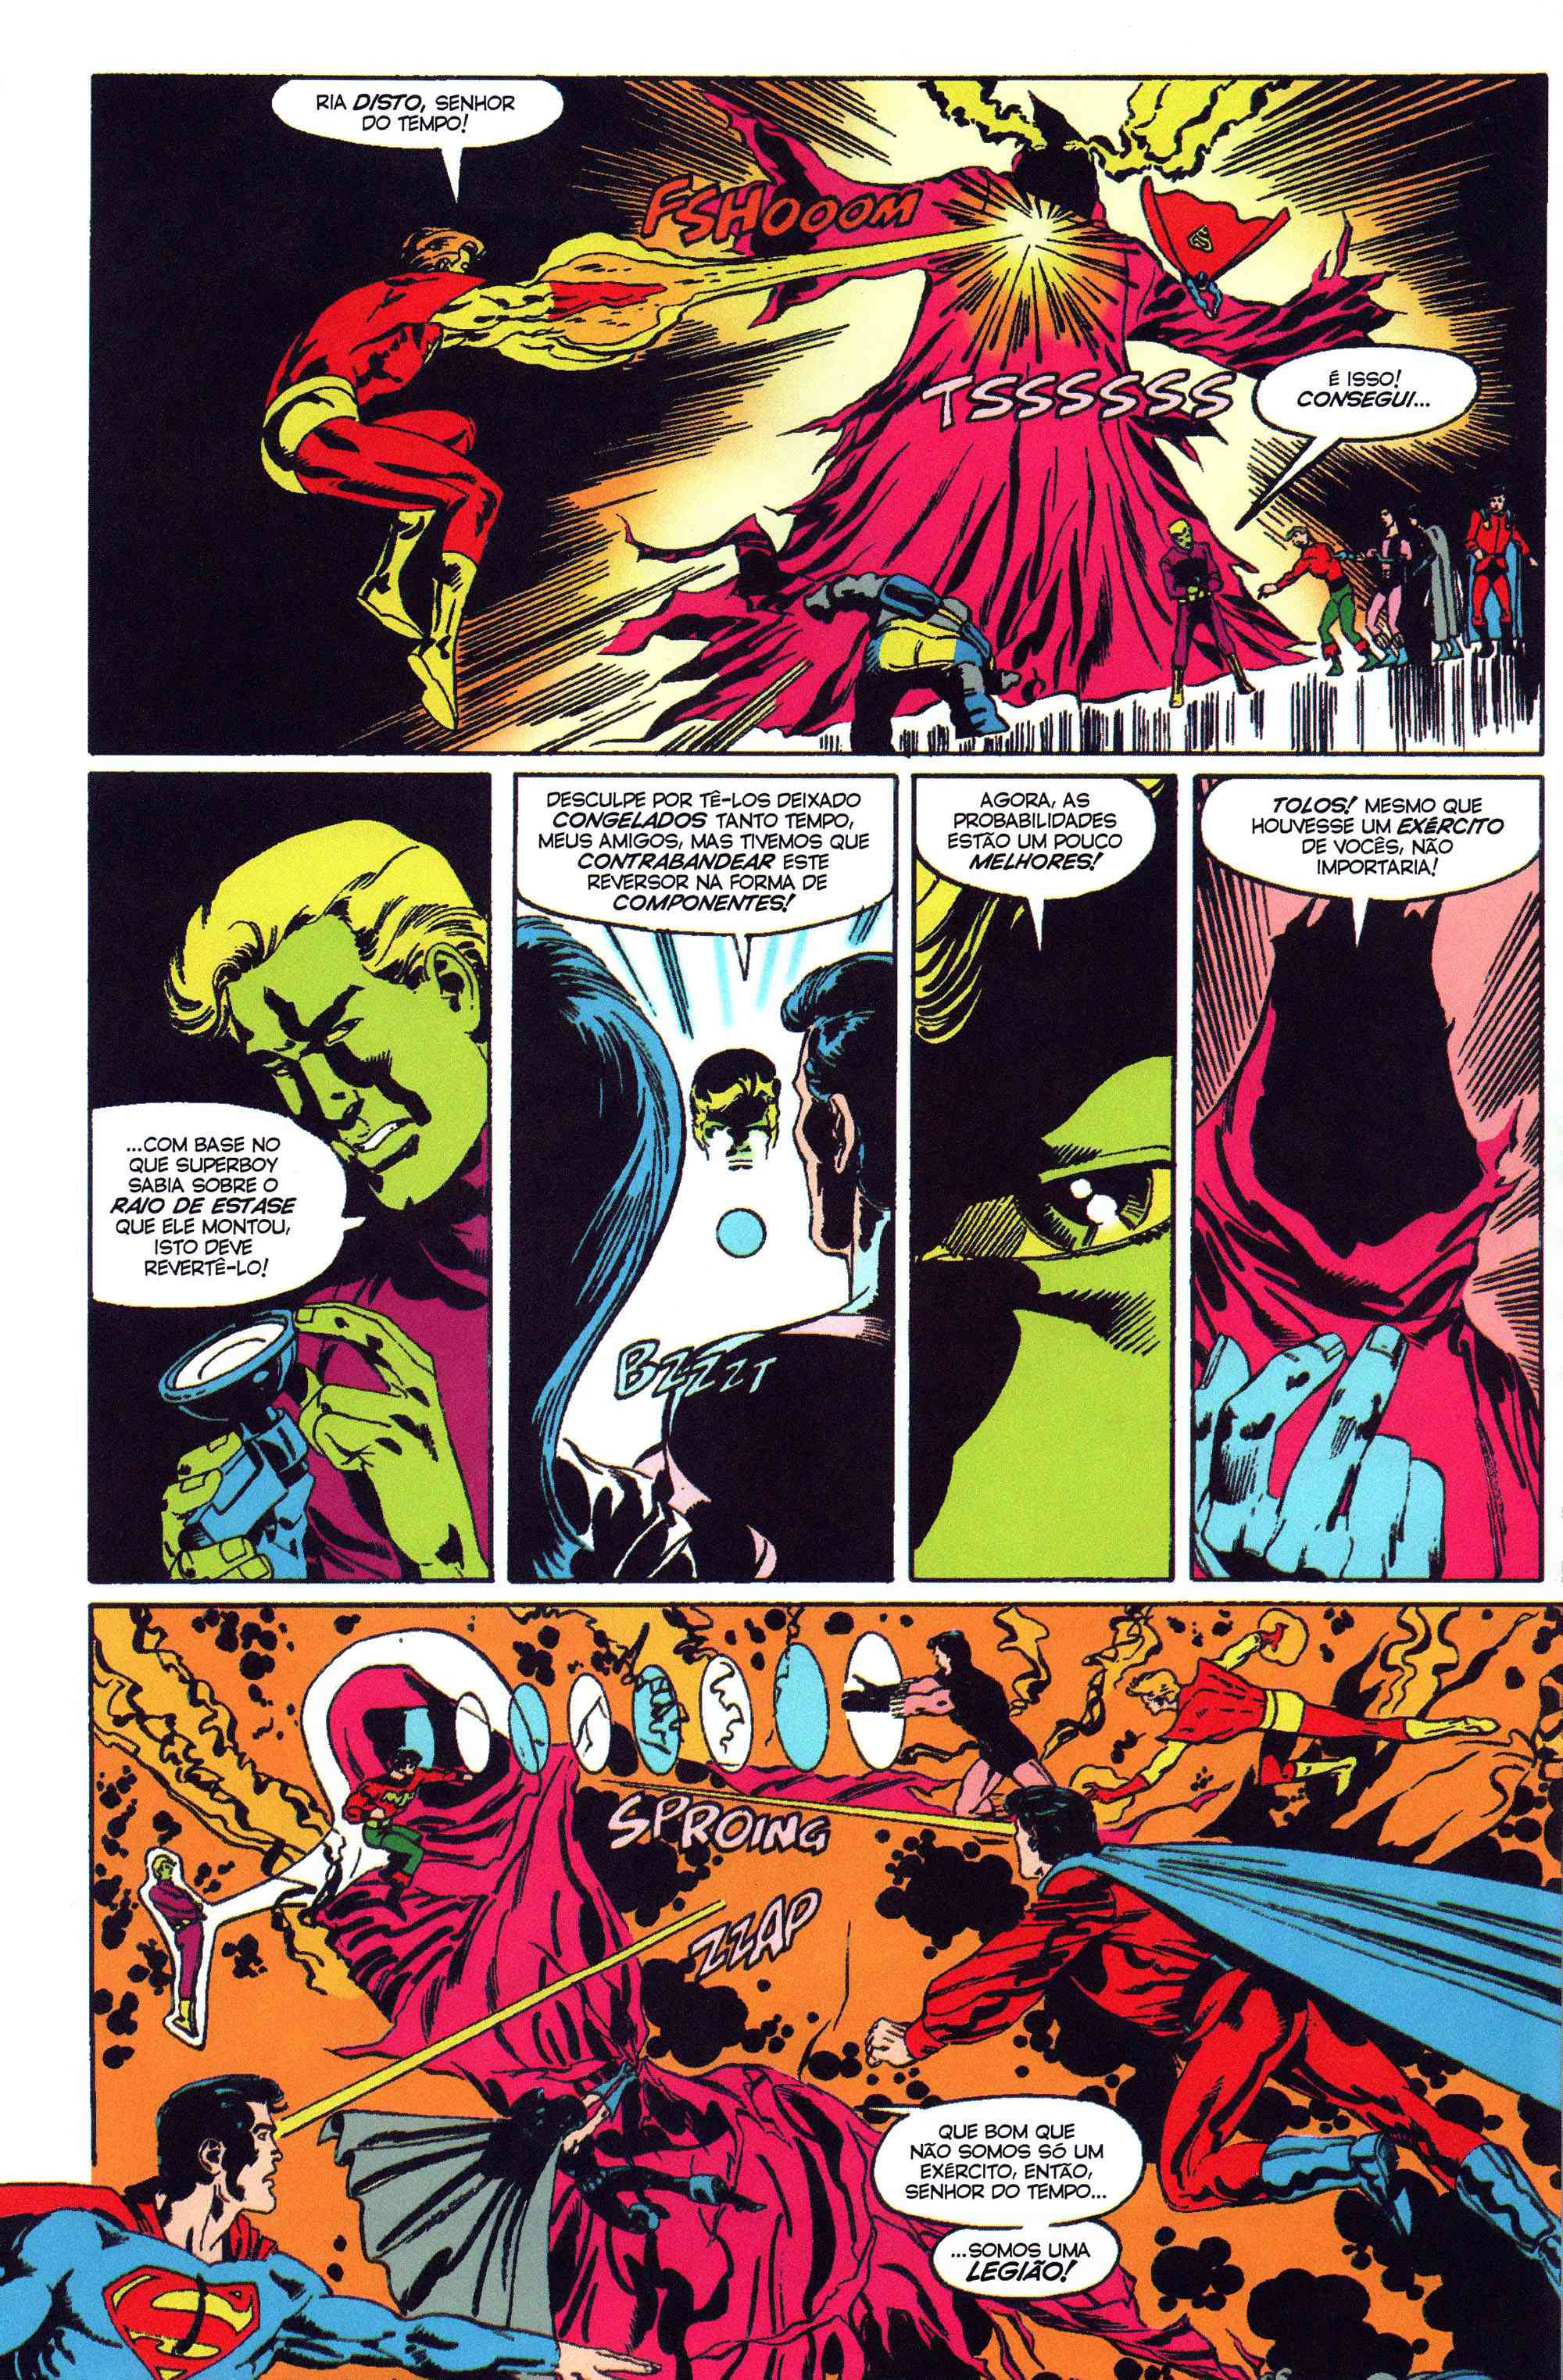 RIA DISTO, SENHOR
DO TEMPO!
FSHOOOM
TSSSSSSS
É ISSO!
CONSEGUI...
...COM BASE NO
QUE SUPERBOY
SABIA SOBRE O
RAIO DE ESTASE
QUE ELE MONTOU,
ISTO DEVE
REVERTÊ-LO!
DESCULPE POR TÊ-LOS DEIXADO
CONGELADOS TANTO TEMPO,
MEUS AMIGOS, MAS TIVEMOS QUE
CONTRABANDEAR ESTE
REVERSOR NA FORMA DE
COMPONENTES!
BZZZZT
AGORA, AS
PROBABILIDADES
ESTÃO UM POUCO
MELHORES!
TOLOS! MESMO QUE
HOUVESSE UM EXÉRCITO
DE VOCÊS, NÃO
IMPORTARIA!
SPROING
ZZAP
QUE BOM QUE
NÃO SOMOS SÓ UM
EXÉRCITO, ENTÃO,
SENHOR DO TEMPO...
...SOMOS UMA
LEGIÃO!